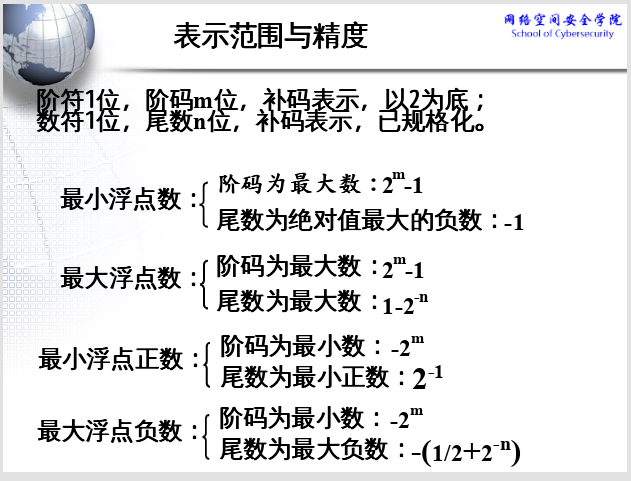 表示范围与精度
网络空间安全学院
School of Cybersecurity
阶符1位，阶码m位，补码表示，以2为底；
数符1位，尾数n位，补码表示，已规格化。
最小浮点数：
阶码为最大数：2^m-1
尾数为绝对值最大的负数：-1
最大浮点数：
阶码为最大数：2^m-1
尾数为最大数：1-2^-n
最小浮点正数：
阶码为最小数：-2^m
尾数为最小正数：2^-1
最大浮点负数：
阶码为最小数：-2^m
尾数为最大负数：-(1/2+2^-n)